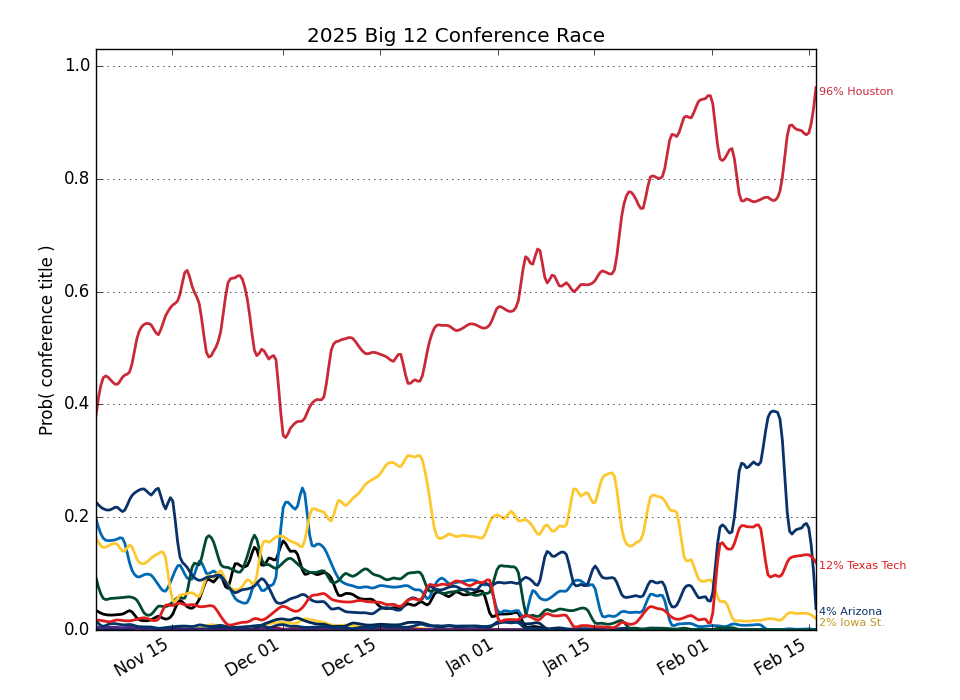 2025 Big 12 Conference Race
Prob( conference title )
1.0
0.8
0.6
0.4
0.2
0.0
96% Houston
12% Texas Tech
4% Arizona
2% Iowa St.
Nov 15
Dec 01
Dec 15
Jan 01
Jan 15
Feb 01
Feb 15